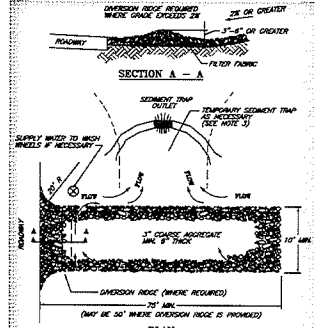 DIVERSION RIDGE REQUIRED
WHERE GRADE EXCEEDS 2%
2% OR GREATER
ROADWAY
3"-6" OR GREATER
FILTER FABRIC
SECTION A - A
SEDIMENT TRAP
OUTLET
TEMPORARY SEDIMENT TRAP
AS NECESSARY
(SEE NOTE 3)
SUPPLY WATER TO WASH
WHEELS IF NECESSARY
20' R
FLOW
FLOW
FLOW
FLOW
ROADWAY
3" COARSE AGGREGATE
MIN. 6" THICK
10' MIN.
DIVERSION RIDGE (WHERE REQUIRED)
75' MIN.
(MAY BE 50' WHERE DIVERSION RIDGE IS PROVIDED)
PLAN